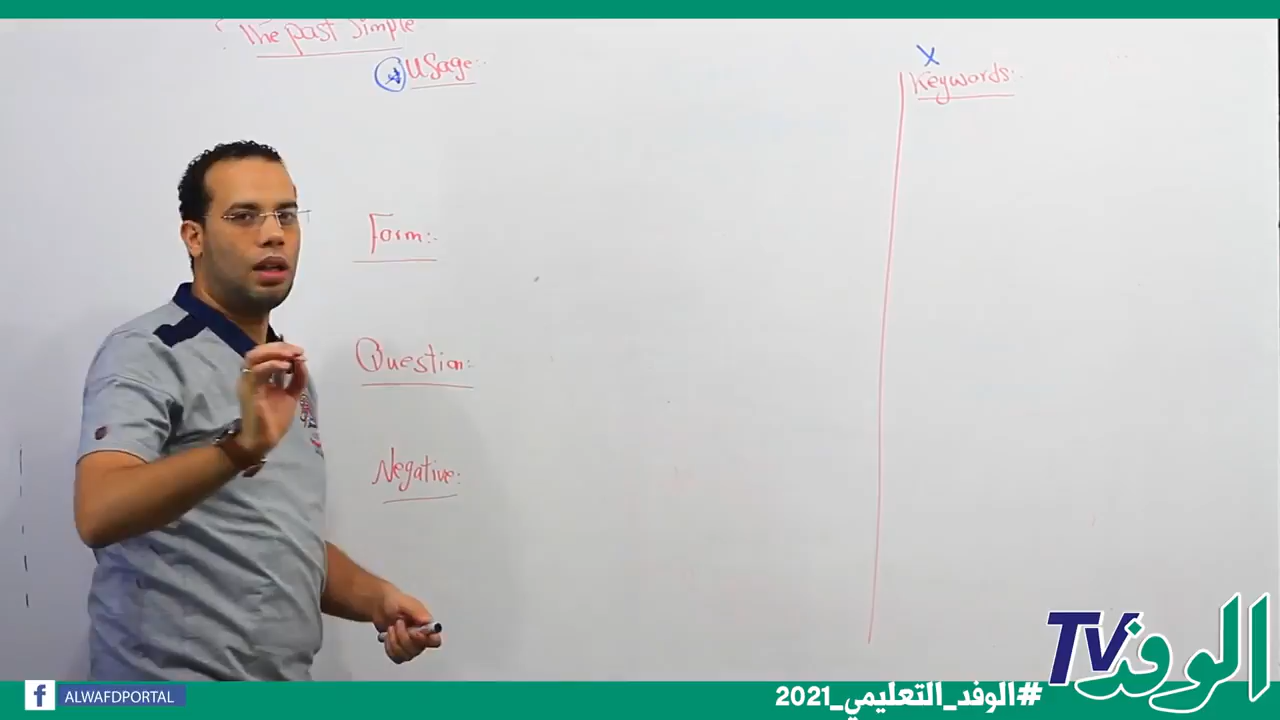 The past simple
Usage:-
X
Keywords:-
Form:-
Question:-
Negative:-
الوفد TV
ALWAFDPORTAL
#الوفد_التعليمي_2021